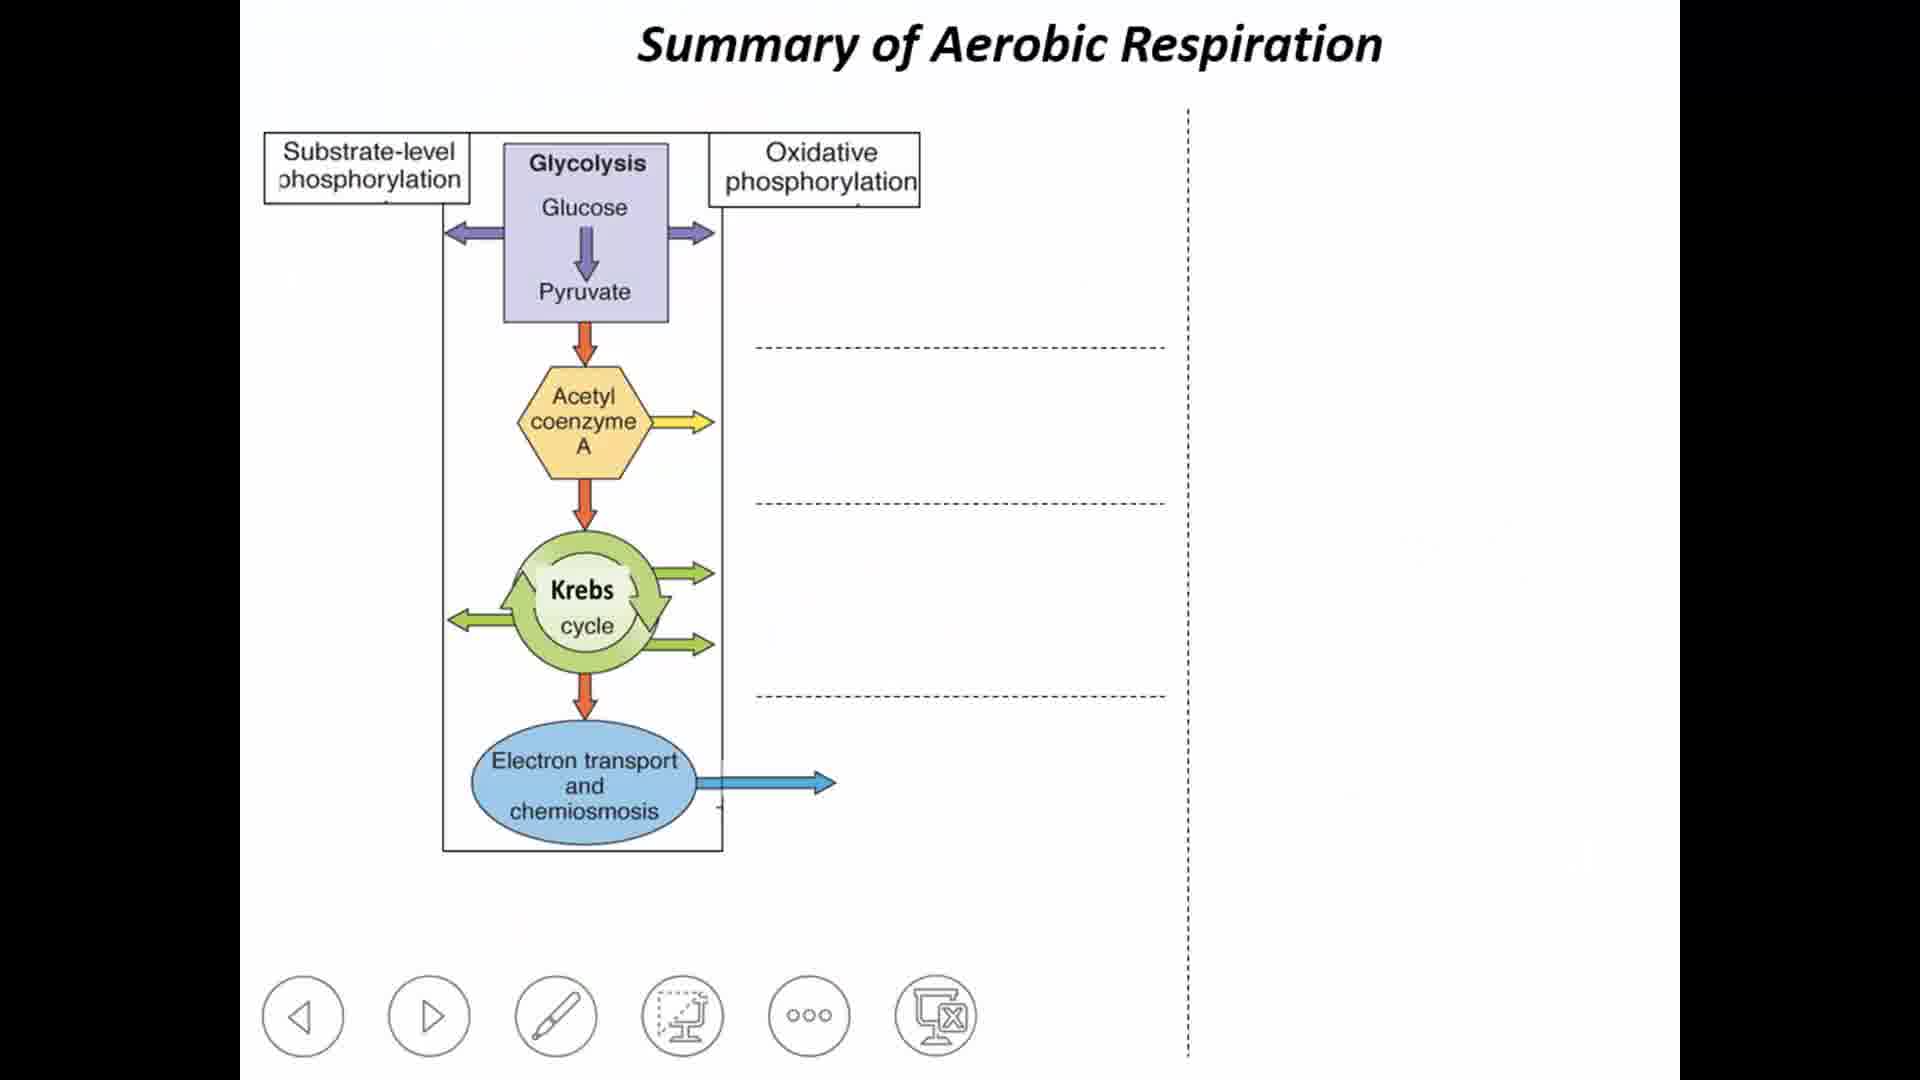 Summary of Aerobic Respiration
Substrate-level
phosphorylation
Glycolysis
Glucose
Pyruvate
Oxidative
phosphorylation
Acetyl
coenzyme
A
Krebs
cycle
Electron transport
and
chemiosmosis